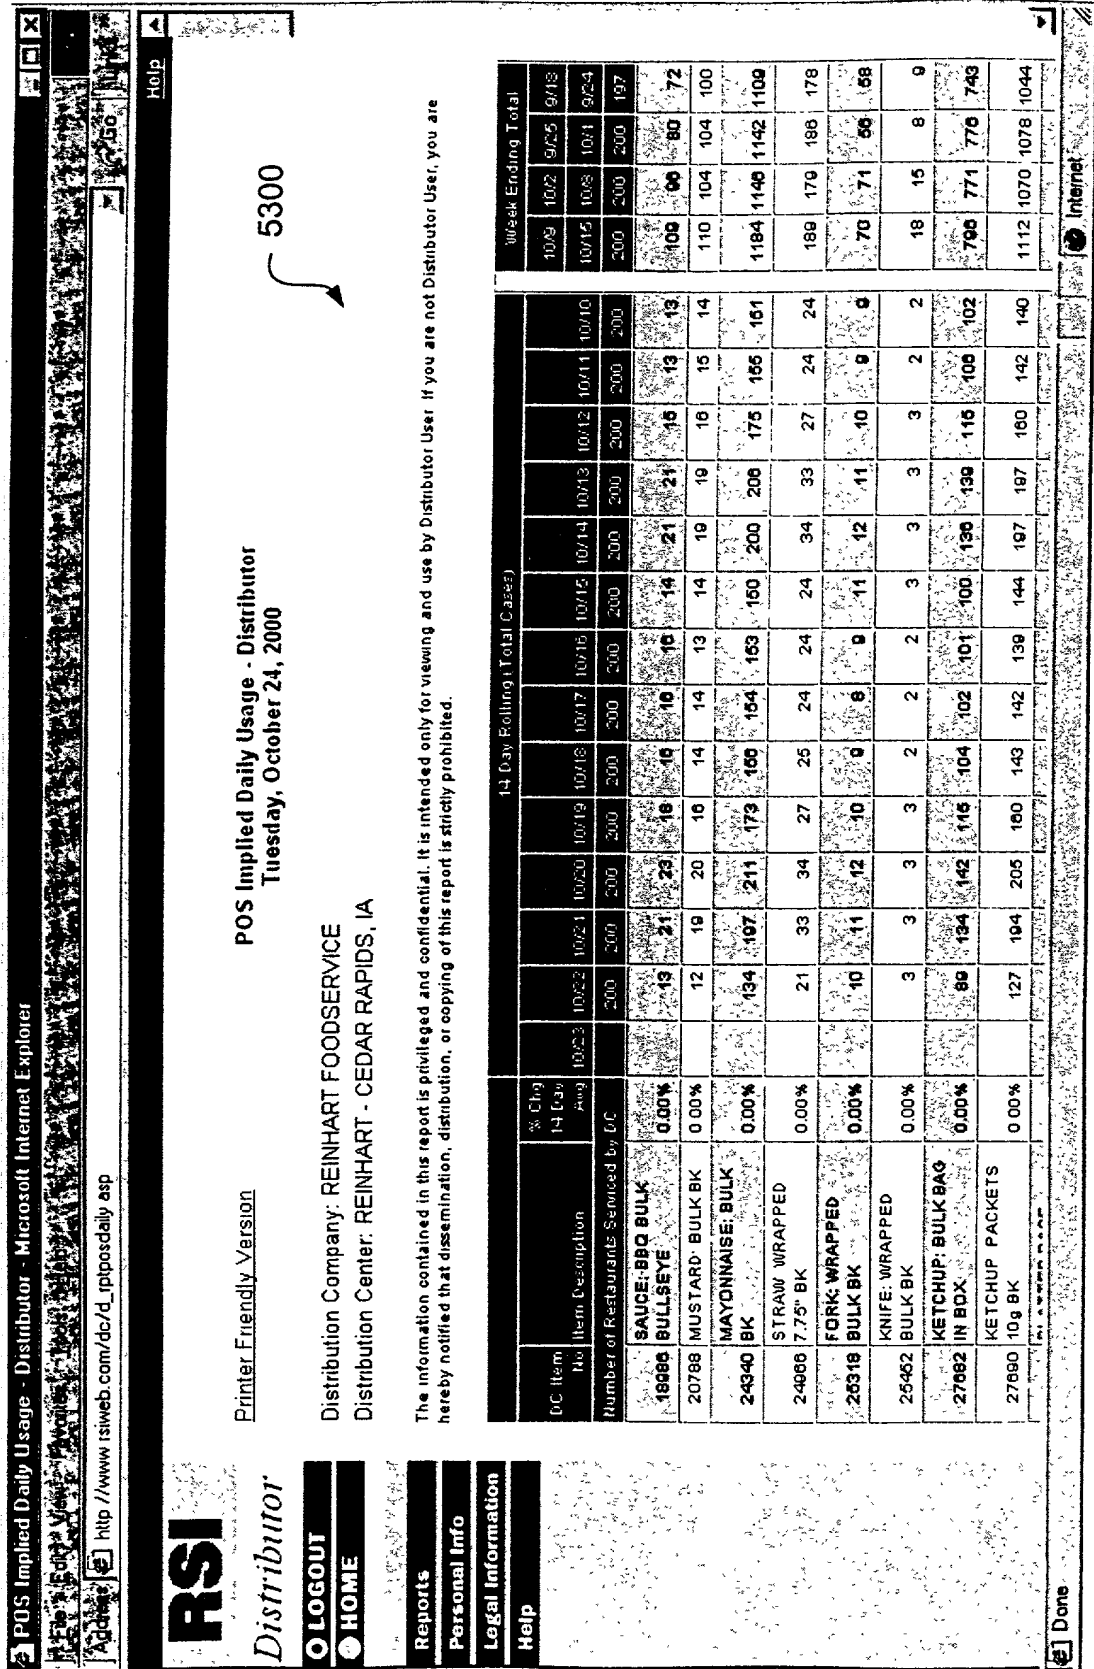 POS Implied Daily Usage - Distributor - Microsoft Internet Explorer
File Edit View Favorites Tools Help
Address http //www rsiweb.com/dc/d_rptposdaily asp Go
Help
RSI
Distributor
LOGOUT
HOME
Reports
Personal Info
Legal Information
Help
Printer Friendly Version
POS Implied Daily Usage - Distributor
Tuesday, October 24, 2000
5300
Distribution Company: REINHART FOODSERVICE
Distribution Center: REINHART - CEDAR RAPIDS, IA
The information contained in this report is privileged and confidential. It is intended only for viewing and use by Distributor User If you are not Distributor User, you are
hereby notified that dissemination, distribution, or copying of this report is strictly prohibited.
14 Day Rolling (Total Cases) Week Ending Total
DC Item No Item Description % Chg 14 Day Avg 10/23 10/22 10/21 10/20 10/19 10/18 10/17 10/16 10/15 10/14 10/13 10/12 10/11 10/10 10/9 10/15 10/2 10/8 9/25 10/1 9/18 9/24
Number of Restaurants Serviced by DC 200 200 200 200 200 200 200 200 200 200 200 200 200 200 200 200 197
18986 SAUCE: BBQ BULK BULLSEYE 0.00% 13 21 23 18 16 16 16 14 21 21 16 13 13 109 96 80 72
20788 MUSTARD BULK BK 0 00% 12 19 20 16 14 14 13 14 19 19 16 15 14 110 104 104 100
24340 MAYONNAISE: BULK BK 0.00% 134 197 211 173 156 154 153 150 200 206 175 155 151 1184 1146 1142 1109
24986 STRAW WRAPPED 7.75" BK 0.00% 21 33 34 27 25 24 24 24 34 33 27 24 24 189 179 186 178
25318 FORK: WRAPPED BULK BK 0.00% 10 11 12 10 9 8 9 11 12 11 10 9 9 70 71 56 58
25452 KNIFE: WRAPPED BULK BK 0.00% 3 3 3 3 2 2 2 3 3 3 3 2 2 18 15 8 9
27682 KETCHUP: BULK BAG IN BOX 0.00% 89 134 142 115 104 102 101 100 136 139 115 106 102 796 771 776 743
27690 KETCHUP PACKETS 10g BK 0 00% 127 194 205 160 143 142 139 144 197 197 160 142 140 1112 1070 1078 1044
Done Internet